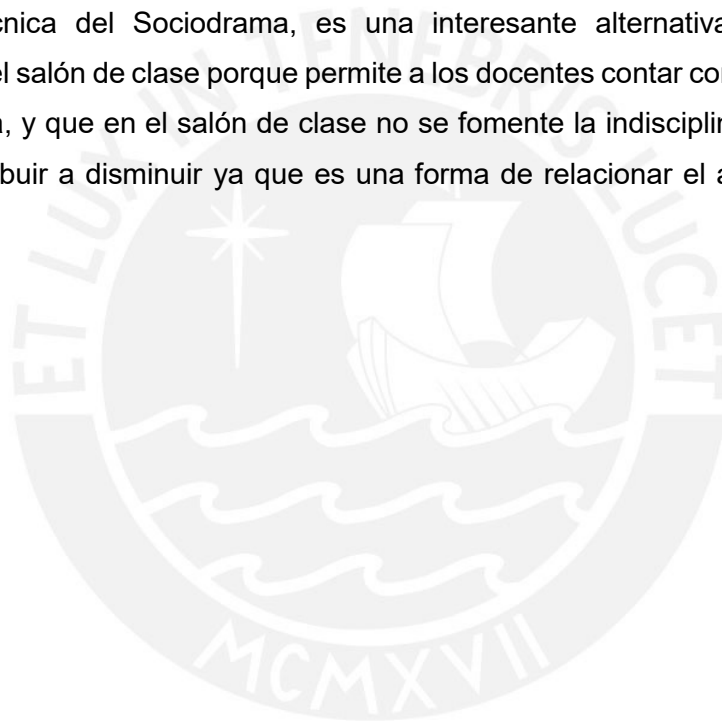 cnica del Sociodrama, es una interesante alternativa
el salón de clase porque permite a los docentes contar con
a, y que en el salón de clase no se fomente la indisciplin
buir a disminuir ya que es una forma de relacionar el a
ET LUX IN TENEBRIS LUCET
MCMXVII